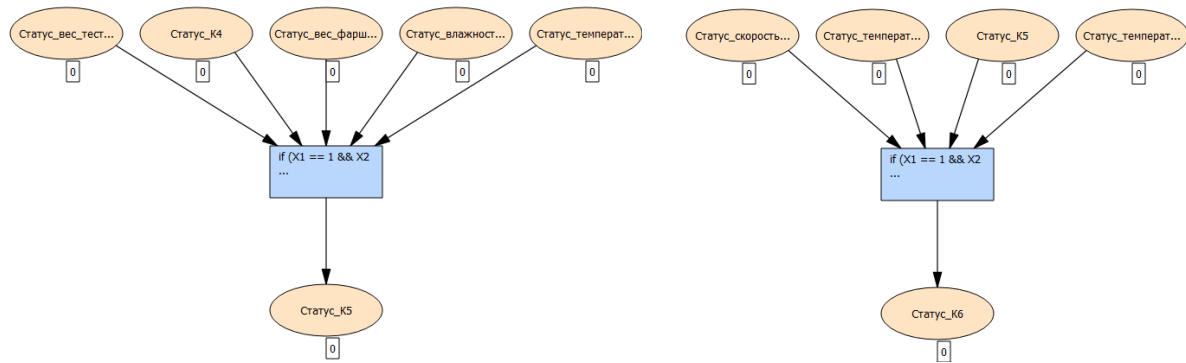 Статус_вес_тест...
Статус_К4
Статус_вес_фарш...
Статус_влажност...
Статус_температ...
0
0
0
0
0
if (X1 == 1 && X2
...
Статус_К5
0
Статус_скорость...
Статус_температ...
Статус_К5
Статус_температ...
0
0
0
0
if (X1 == 1 && X2
...
Статус_К6
0